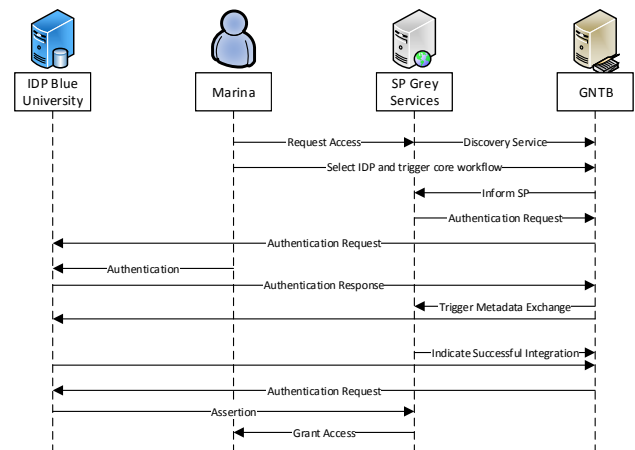 IDP Blue
University
Marina
SP Grey
Services
GNTB
Request Access
Discovery Service
Select IDP and trigger core workflow
Inform SP
Authentication Request
Authentication Request
Authentication
Authentication Response
Trigger Metadata Exchange
Indicate Successful Integration
Authentication Request
Assertion
Grant Access